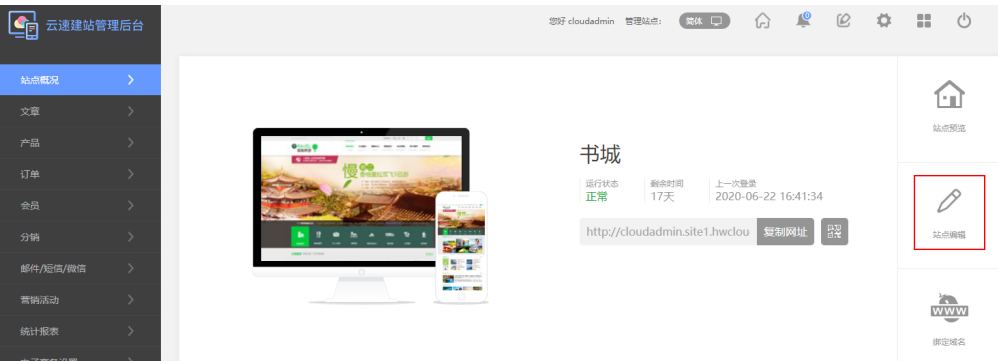 云速建站管理后台
您好 cloudadmin 管理站点: 简体
站点概况
文章
产品
订单
会员
分销
邮件/短信/微信
营销活动
统计报表
书城
运行状态 剩余时间 上一次登录
正常 17天 2020-06-22 16:41:34
http://cloudadmin.site1.hwclou 复制网址
站点预览
站点编辑
WWW
绑定域名